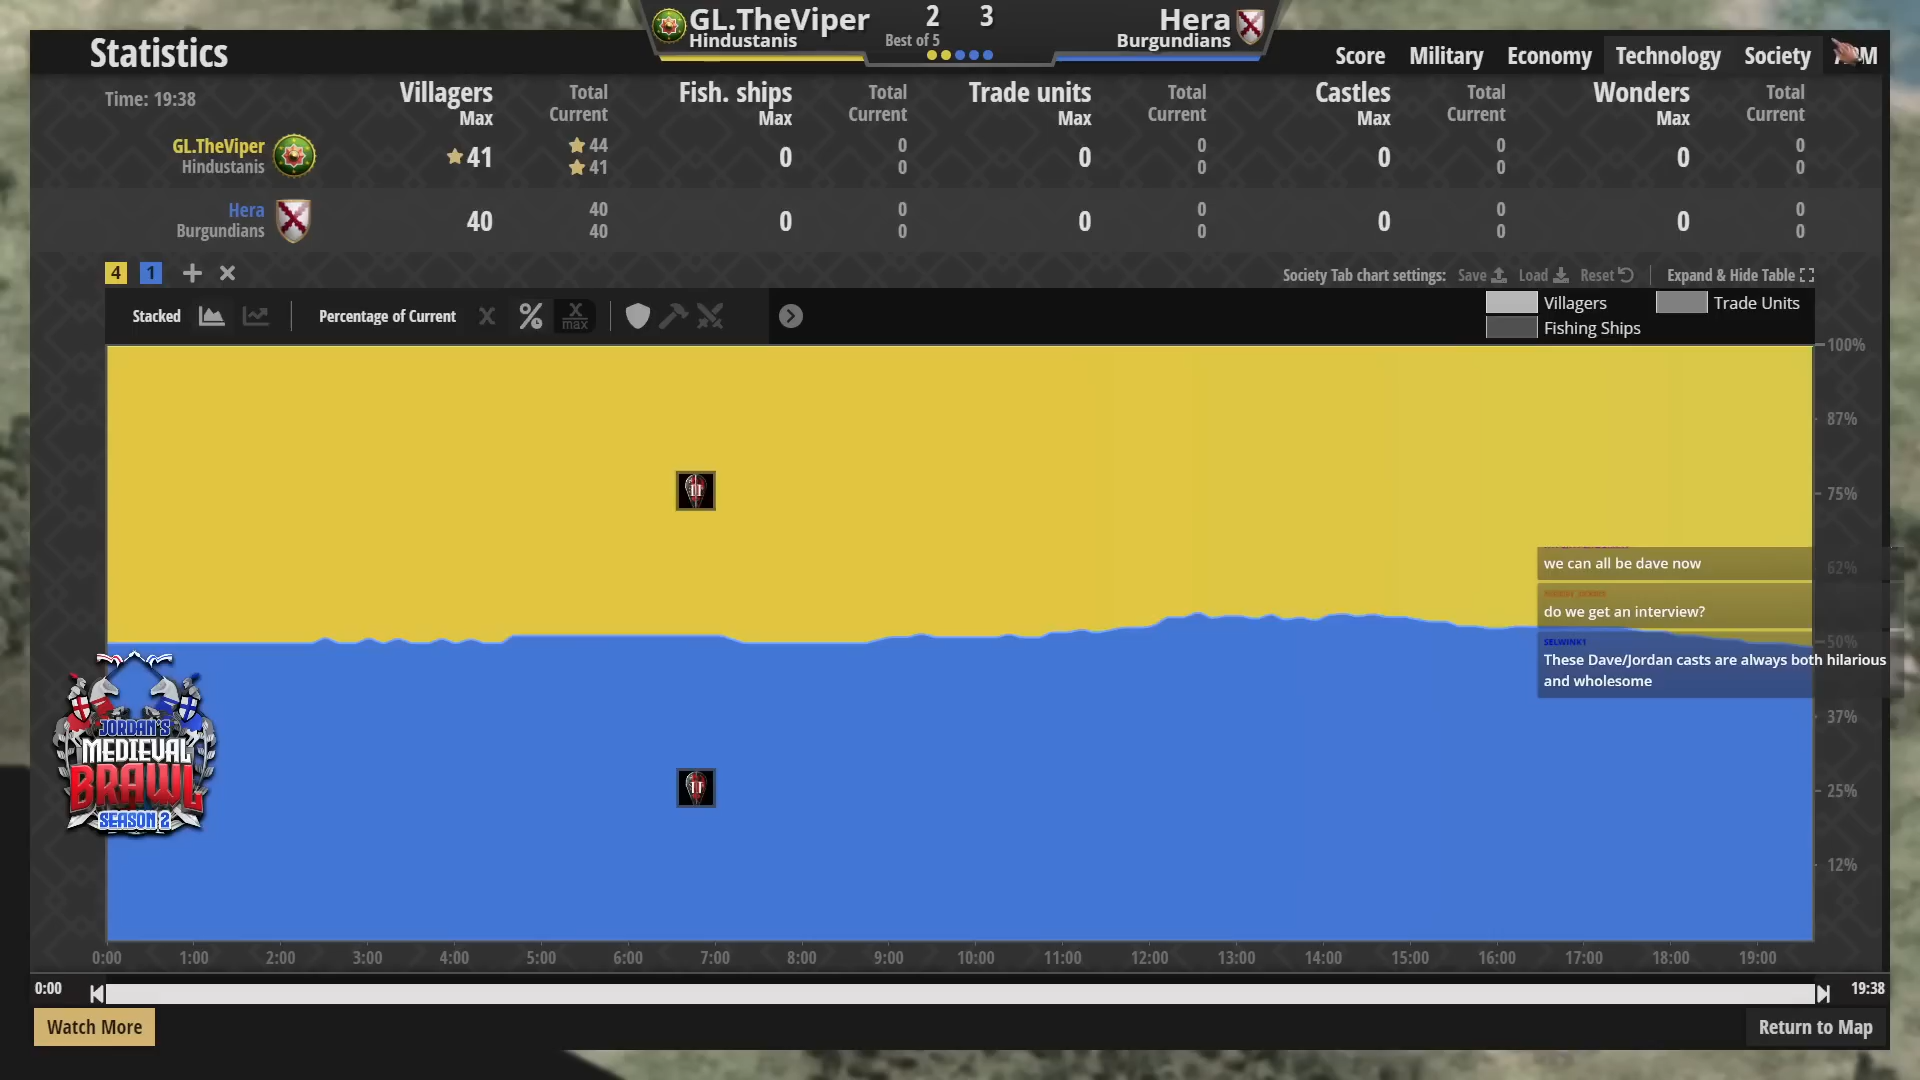 GL.TheViper
Hindustanis
2
3
Best of 5
Hera
Burgundians
Statistics
Score
Military
Economy
Technology
Society
Time: 19:38
Villagers
Max
Total
Current
Fish. ships
Max
Total
Current
Trade units
Max
Total
Current
Castles
Max
Total
Current
Wonders
Max
Total
Current
GL.TheViper
Hindustanis
41
44
41
0
0
0
0
0
0
0
0
0
0
0
0
Hera
Burgundians
40
40
40
0
0
0
0
0
0
0
0
0
0
0
0
4
1
Society Tab chart settings:
Save
Load
Reset
Expand & Hide Table
Stacked
Percentage of Current
X
%
X
max
Villagers
Trade Units
Fishing Ships
100%
87%
75%
62%
50%
37%
25%
12%
II
II
we can all be dave now
do we get an interview?
SELWINK1
These Dave/Jordan casts are always both hilarious
and wholesome
JORDAN'S
MEDIEVAL
BRAWL
SEASON 2
0:00
1:00
2:00
3:00
4:00
5:00
6:00
7:00
8:00
9:00
10:00
11:00
12:00
13:00
14:00
15:00
16:00
17:00
18:00
19:00
0:00
19:38
Watch More
Return to Map